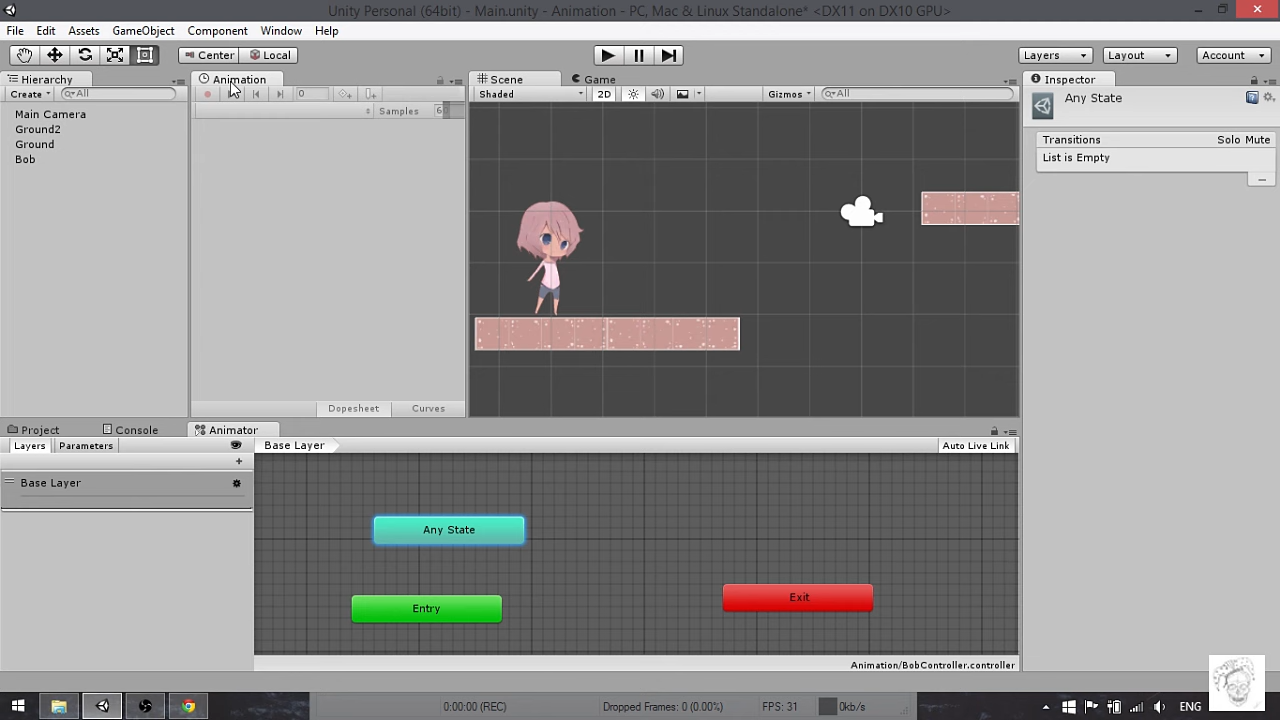 Unity Personal (64bit) - Main.unity - Animation - PC, Mac & Linux Standalone* <DX11 on DX10 GPU>
File Edit Assets GameObject Component Window Help
Center Local Layers Layout Account
Hierarchy Animation Scene Game Inspector
Create All 0 Shaded 2D Gizmos All Any State
Samples 6
Main Camera
Ground2
Ground
Bob
Transitions Solo Mute
List is Empty
Dopesheet Curves
Project Console Animator
Layers Parameters Base Layer Auto Live Link
Base Layer
Any State
Entry
Exit
Animation/BobController.controller
0:00:00 (REC) Dropped Frames: 0 (0.00%) FPS: 31 0kb/s ENG